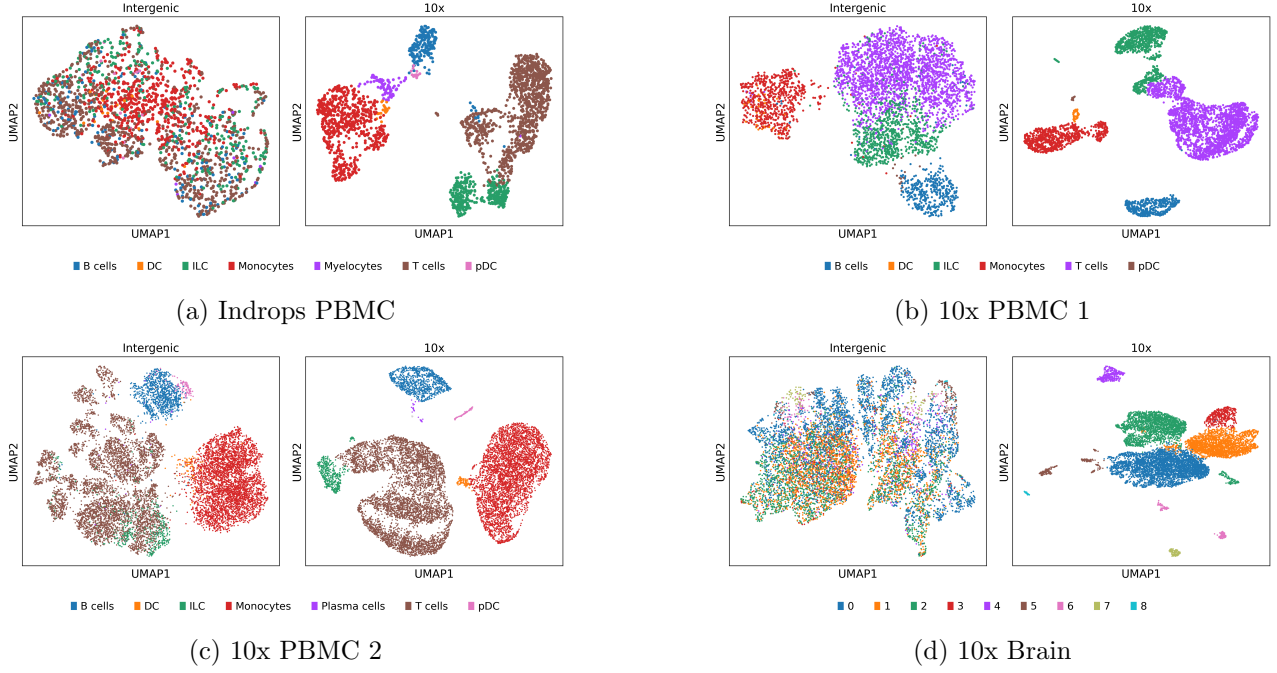 Intergenic
10x
UMAP2
UMAP1
UMAP2
UMAP1
B cells DC ILC Monocytes Myelocytes T cells pDC
(a) Indrops PBMC
Intergenic
10x
UMAP2
UMAP1
UMAP2
UMAP1
B cells DC ILC Monocytes T cells pDC
(b) 10x PBMC 1
Intergenic
10x
UMAP2
UMAP1
UMAP2
UMAP1
B cells DC ILC Monocytes Plasma cells T cells pDC
(c) 10x PBMC 2
Intergenic
10x
UMAP2
UMAP1
UMAP2
UMAP1
0 1 2 3 4 5 6 7 8
(d) 10x Brain